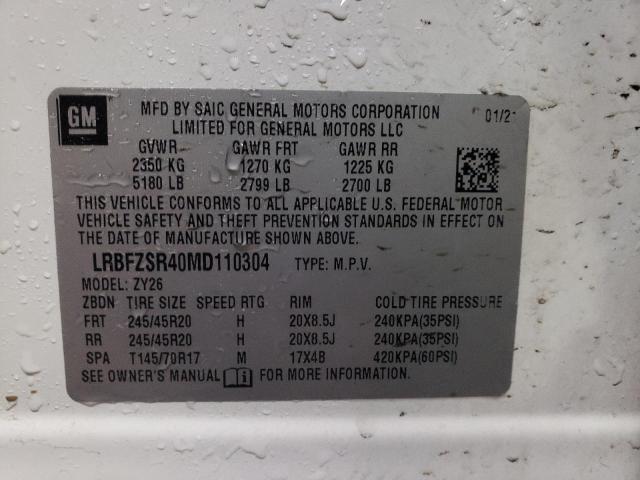 GM
MFD BY SAIC GENERAL MOTORS CORPORATION 01/21
LIMITED FOR GENERAL MOTORS LLC
GVWR GAWR FRT GAWR RR
2350 KG 1270 KG 1225 KG
5180 LB 2799 LB 2700 LB
THIS VEHICLE CONFORMS TO ALL APPLICABLE U.S. FEDERAL MOTOR
VEHICLE SAFETY AND THEFT PREVENTION STANDARDS IN EFFECT ON
THE DATE OF MANUFACTURE SHOWN ABOVE.
LRBFZSR40MD110304 TYPE: M.P.V.
MODEL: ZY26
ZBDN TIRE SIZE SPEED RTG RIM COLD TIRE PRESSURE
FRT 245/45R20 H 20X8.5J 240KPA(35PSI)
RR 245/45R20 H 20X8.5J 240KPA(35PSI)
SPA T145/70R17 M 17X4B 420KPA(60PSI)
SEE OWNER'S MANUAL i FOR MORE INFORMATION.